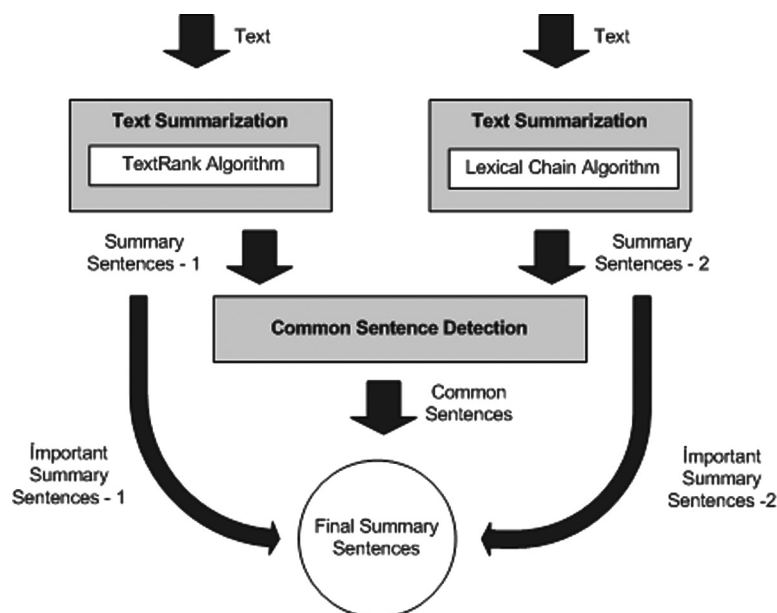 Text
Text
Text Summarization
TextRank Algorithm
Text Summarization
Lexical Chain Algorithm
Summary
Sentences - 1
Summary
Sentences - 2
Common Sentence Detection
Common
Sentences
İmportant
Summary
Sentences - 1
İmportant
Summary
Sentences -2
Final Summary
Sentences